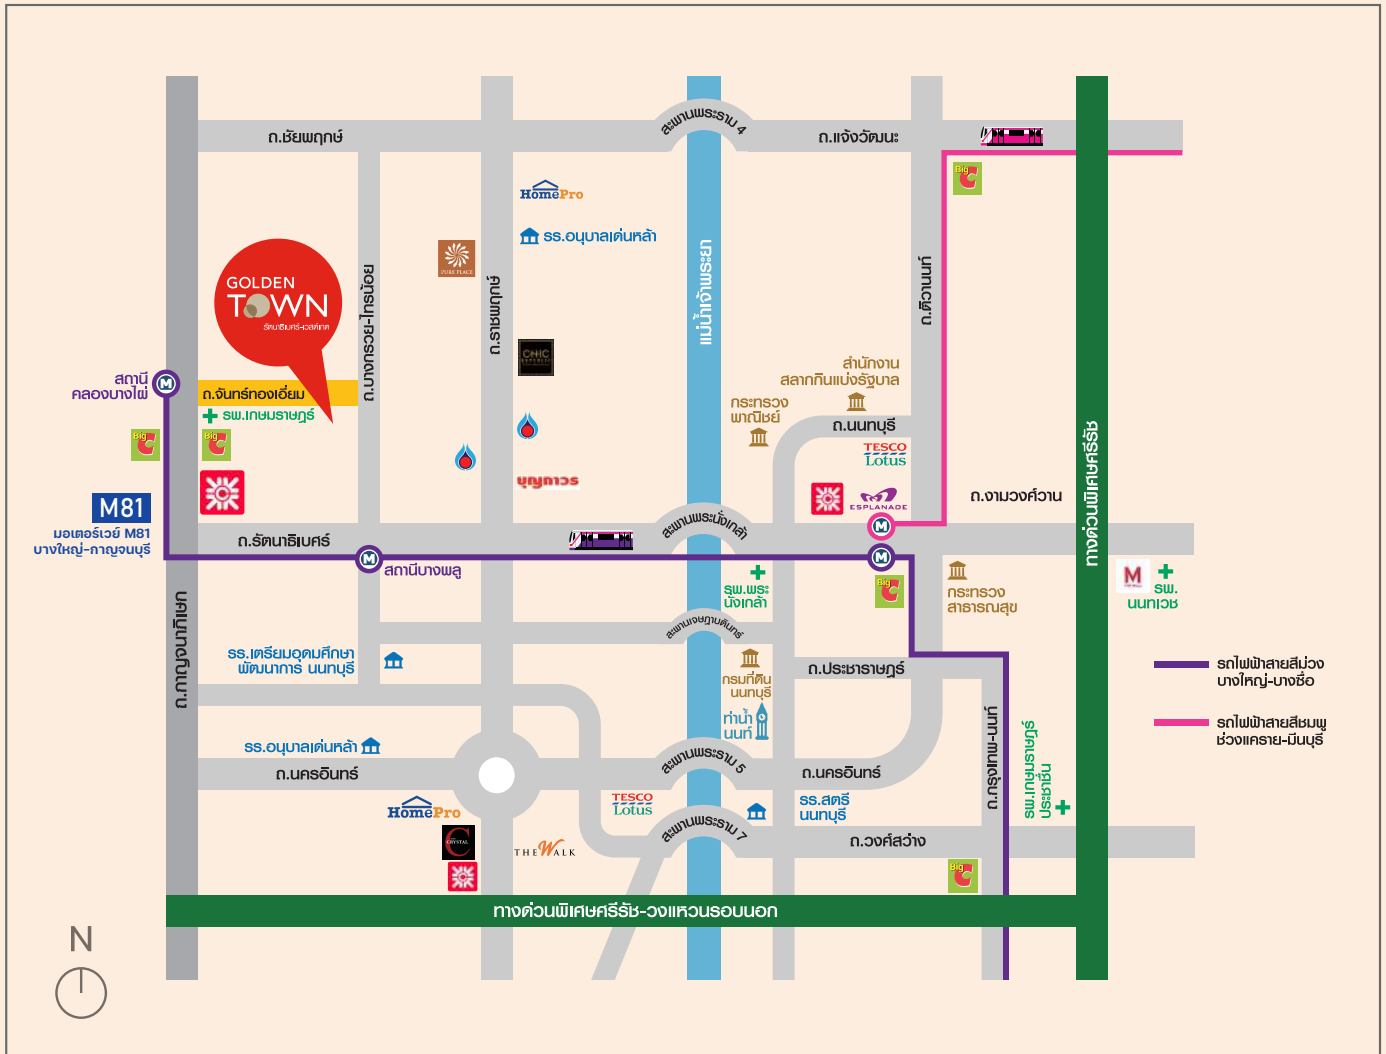 ถ.ชัยพฤกษ์
สะพานพระราม 4
ถ.แจ้งวัฒนะ
Big C
HomePro
รร.อนุบาลเด่นหล้า
PURE PLACE
GOLDEN
TOWN
รัตนาธิเบศร์-เวสต์เกต
ถ.บางกรวย-ไทรน้อย
ถ.ราชพฤกษ์
แม่น้ำเจ้าพระยา
ถ.ติวานนท์
CHIC
REPUBLIC
สำนักงาน
สลากกินแบ่งรัฐบาล
สถานี
คลองบางไผ่
M
ถ.จันทร์ทองเอี่ยม
รพ.เกษมราษฎร์
กระทรวง
พาณิชย์
ถ.นนทบุรี
Big C
Big C
TESCO
Lotus
บุญถาวร
ESPLANADE
ถ.งามวงศ์วาน
ทางด่วนพิเศษศรีรัช
M81
มอเตอร์เวย์ M81
บางใหญ่-กาญจนบุรี
ถ.รัตนาธิเบศร์
สะพานพระนั่งเกล้า
M
M
M
สถานีบางพลู
รพ.พระ
นั่งเกล้า
Big C
กระทรวง
สาธารณสุข
M
รพ.
นนทเวช
ถ.กาญจนาภิเษก
สะพานเจษฎาบดินทร์
รร.เตรียมอุดมศึกษา
พัฒนาการ นนทบุรี
กรมที่ดิน
นนทบุรี
ถ.ประชาราษฎร์
รถไฟฟ้าสายสีม่วง
บางใหญ่-บางซื่อ
ท่าน้ำ
นนท์
รถไฟฟ้าสายสีชมพู
ช่วงแคราย-มีนบุรี
รร.อนุบาลเด่นหล้า
ถ.นครอินทร์
สะพานพระราม 5
ถ.นครอินทร์
ถ.กรุงเทพ-นนท์
รพ.เกษมราษฎร์
ประชาชื่น
HomePro
TESCO
Lotus
รร.สตรี
นนทบุรี
C
CRYSTAL
THE WALK
สะพานพระราม 7
ถ.วงศ์สว่าง
Big C
ทางด่วนพิเศษศรีรัช-วงแหวนรอบนอก
N